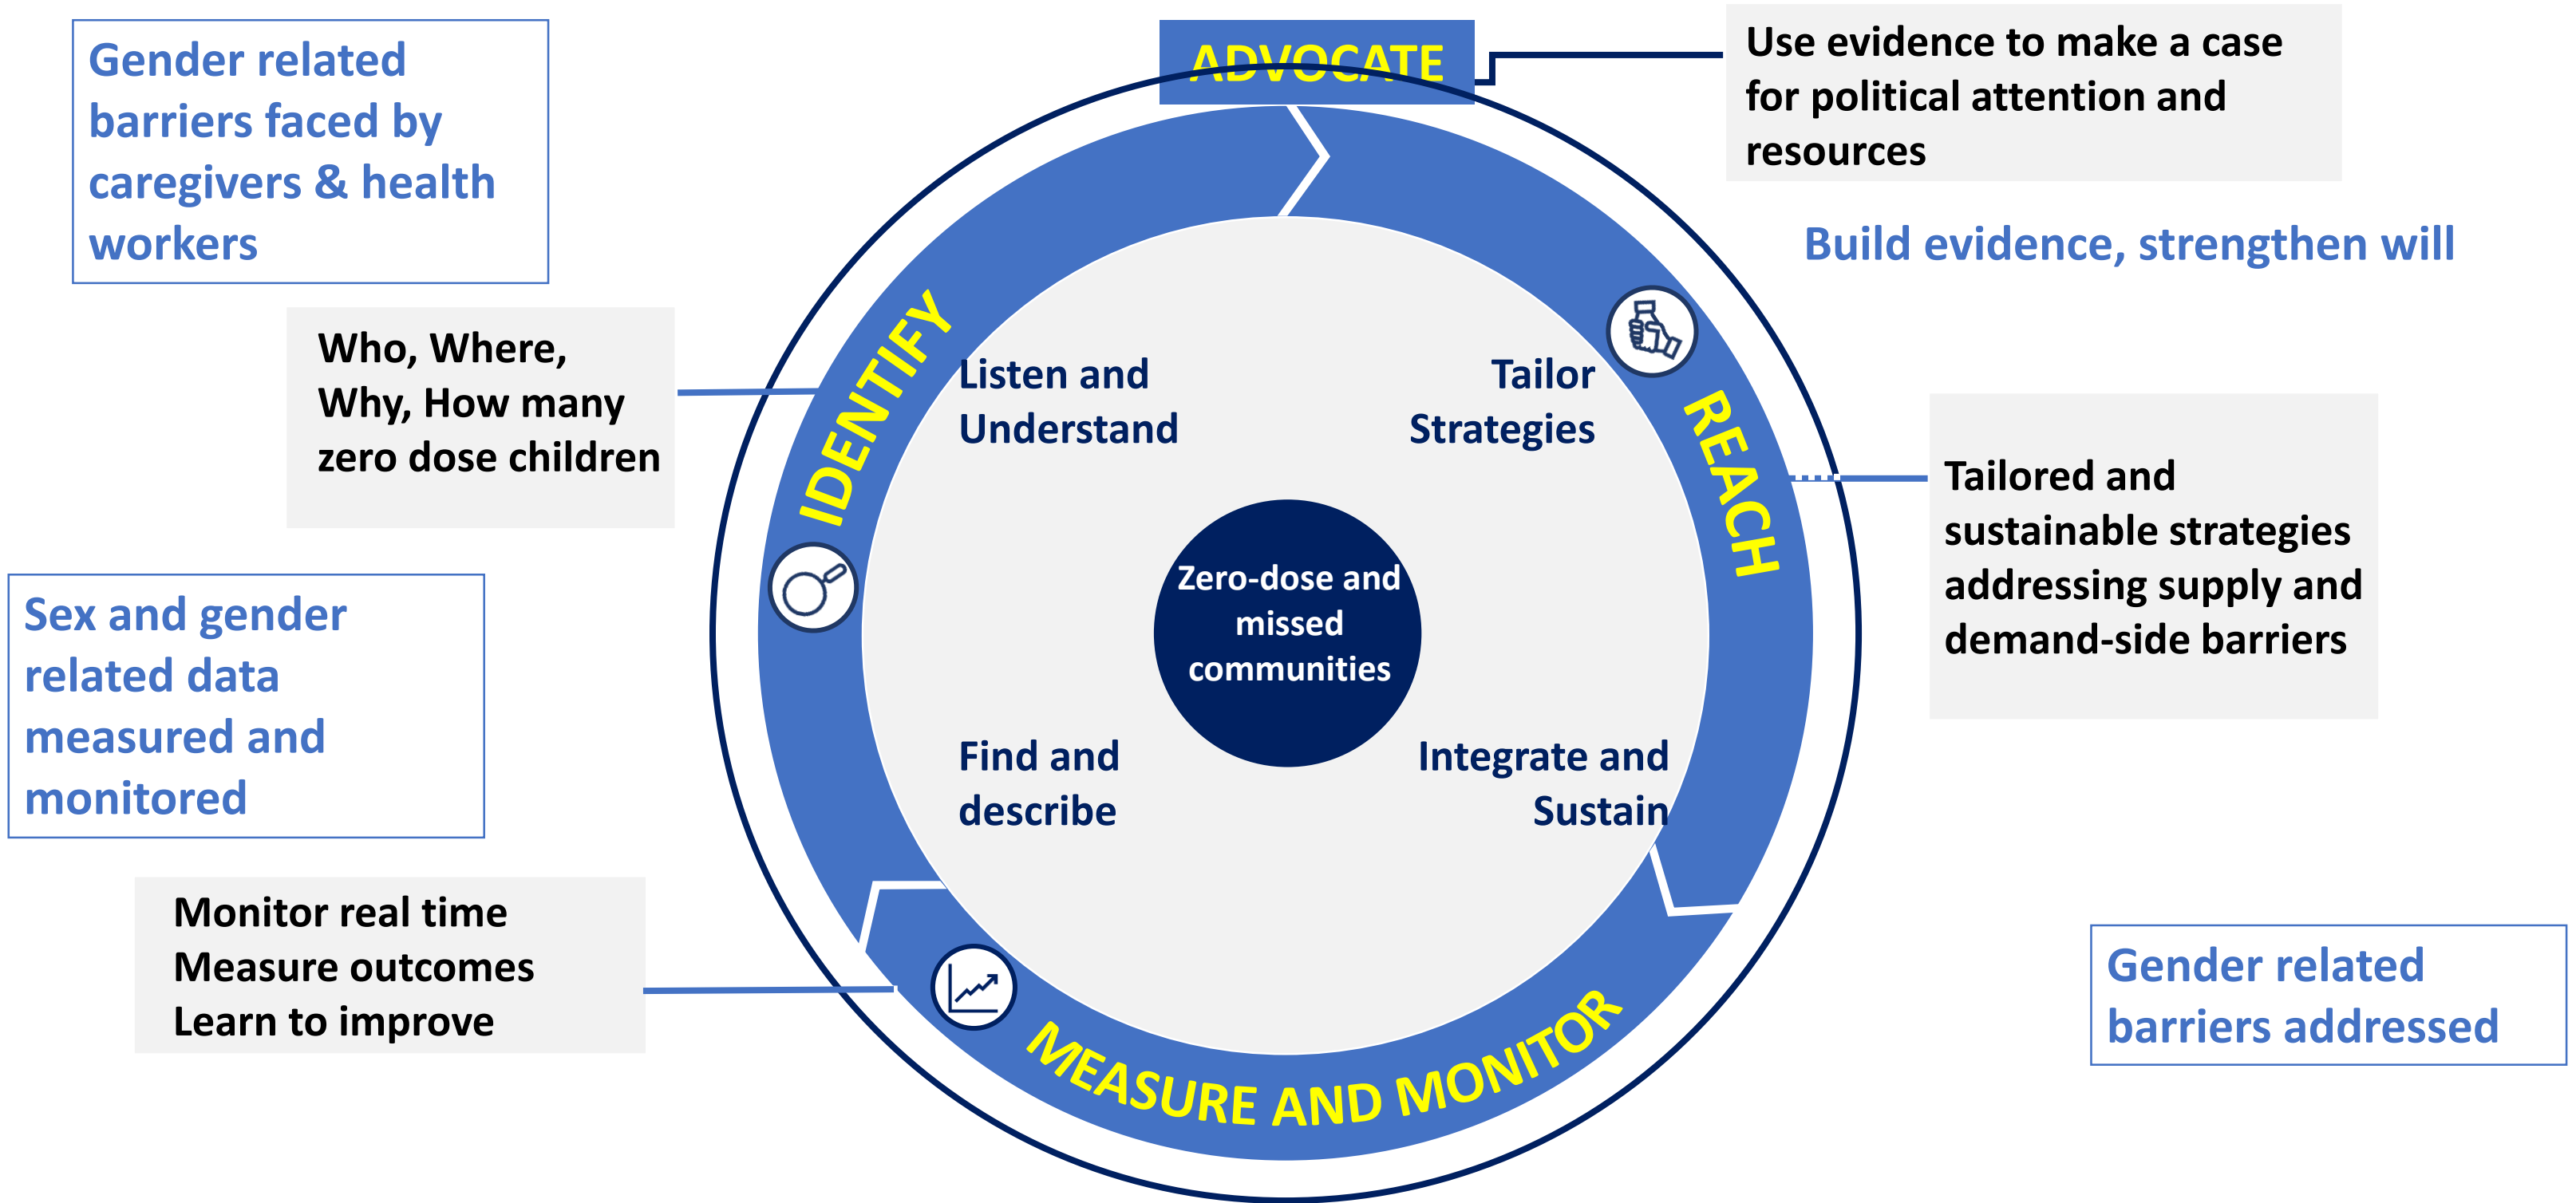 Gender related
barriers faced by
caregivers & health
workers
ADVOCATE
Use evidence to make a case
for political attention and
resources
Build evidence, strengthen will
Who, Where,
Why, How many
zero dose children
IDENTIFY
Listen and
Understand
Tailor
Strategies
REACH
Tailored and
sustainable strategies
addressing supply and
demand-side barriers
Zero-dose and
missed
communities
Sex and gender
related data
measured and
monitored
Find and
describe
Integrate and
Sustain
Monitor real time
Measure outcomes
Learn to improve
MEASURE AND MONITOR
Gender related
barriers addressed